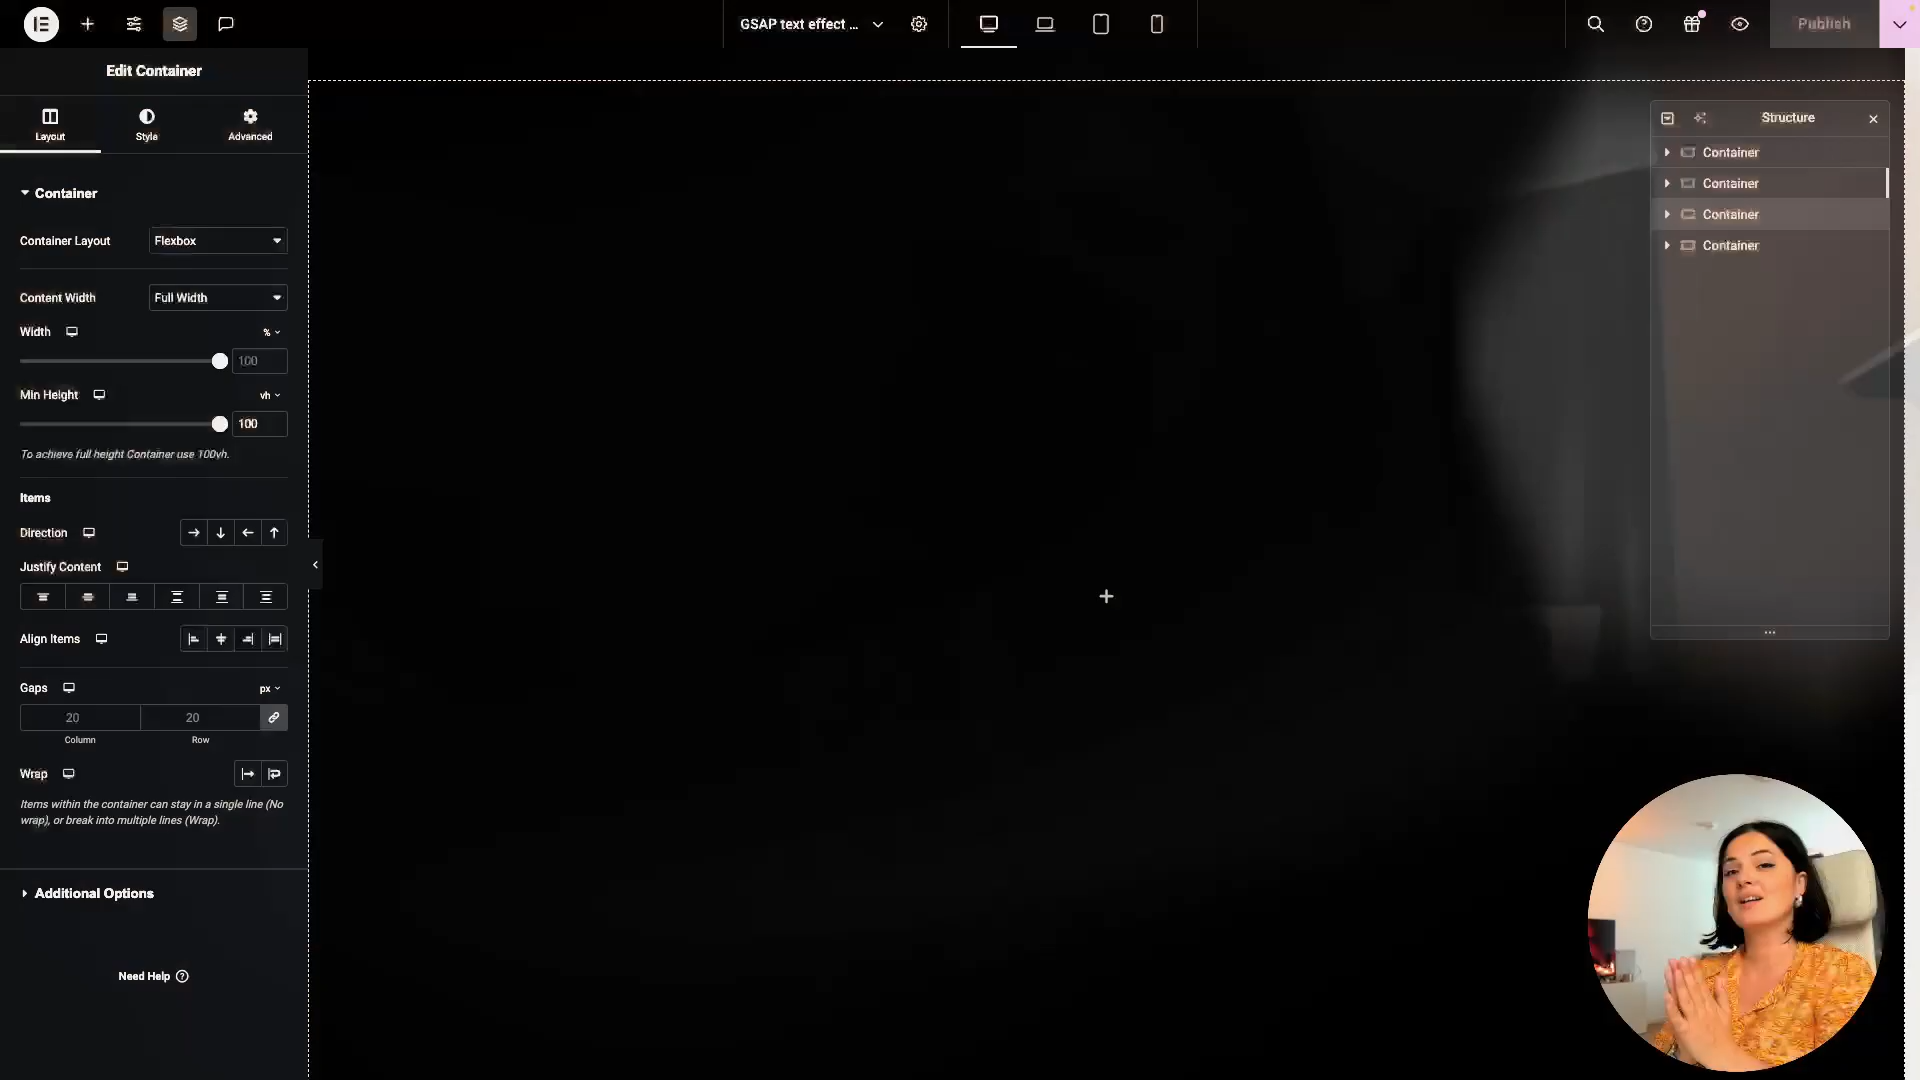 GSAP text effect ...
Publish
Edit Container
Layout
Style
Advanced
Structure
Container
Container
Container
Container
Container
Container Layout
Flexbox
Content Width
Full Width
Width
%
100
Min Height
vh
100
To achieve full height Container use 100vh.
Items
Direction
Justify Content
Align Items
Gaps
px
20
20
Column
Row
Wrap
Items within the container can stay in a single line (No
wrap), or break into multiple lines (Wrap).
Additional Options
Need Help